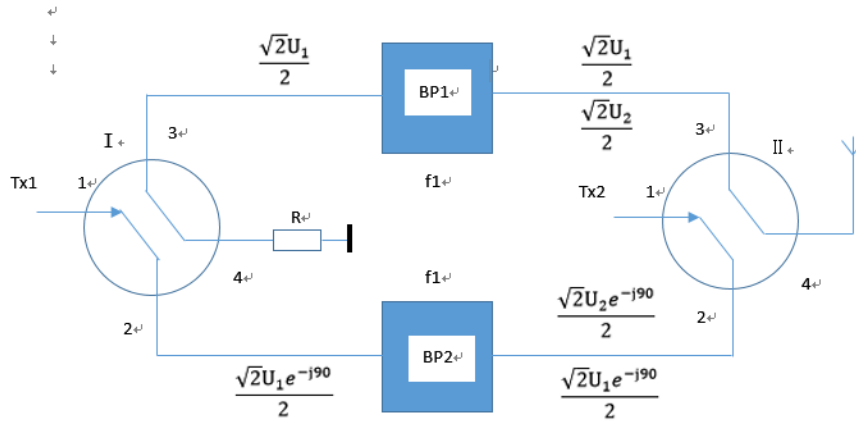 ↵
↓
↓
√2U₁/2
BP1↵
↵
√2U₁/2
√2U₂/2
I ↵
3↵
3↵
II ↵
Tx1 ↵
1↵
f1↵
Tx2↵
1↵
R↵
4↵
f1↵
4↵
2↵
√2U₂e⁻ʲ⁹⁰/2
2↵
BP2↵
√2U₁e⁻ʲ⁹⁰/2
√2U₁e⁻ʲ⁹⁰/2